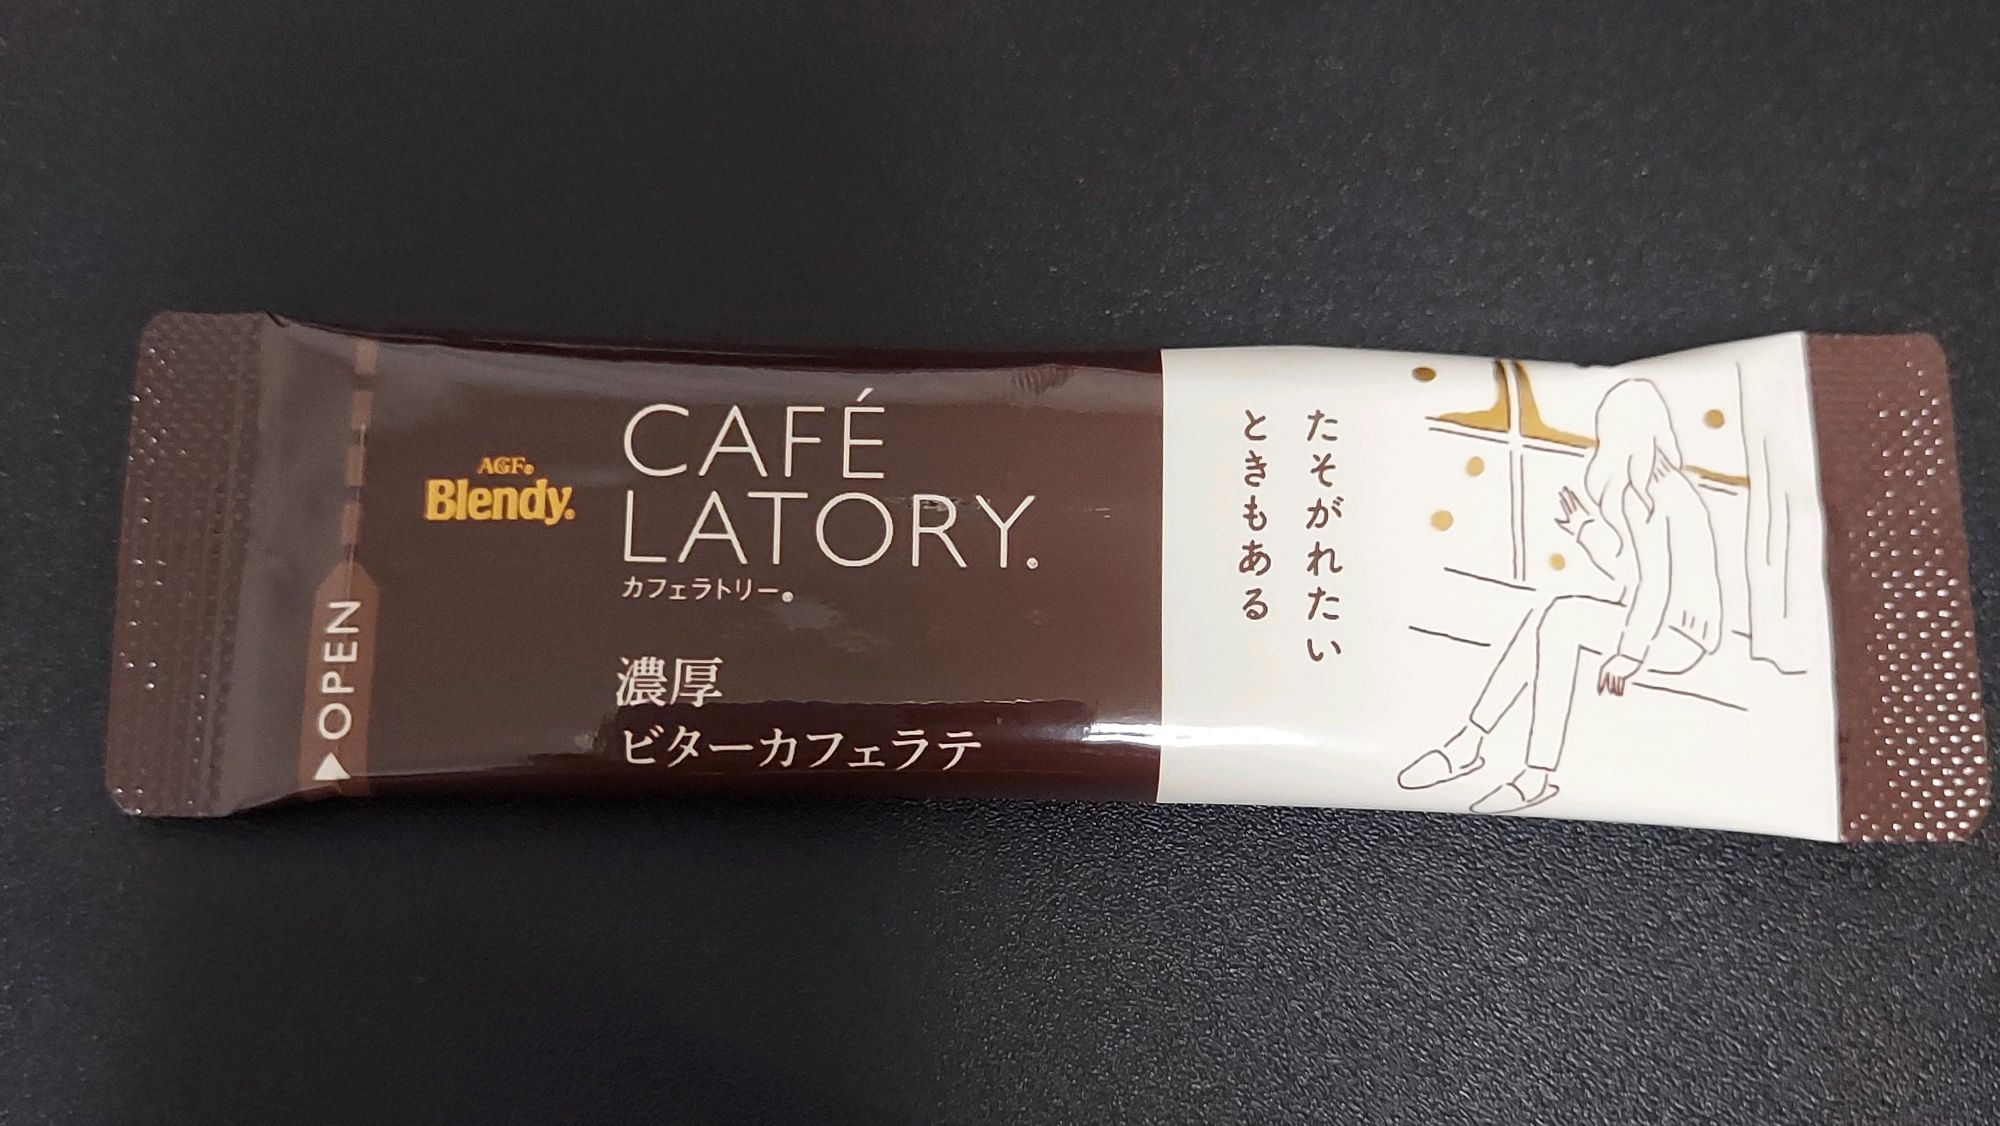 OPEN
AGF®
Blendy®
CAFÉ
LATORY®
カフェラトリー®
濃厚
ビターカフェラテ
たそがれたい
ときもある